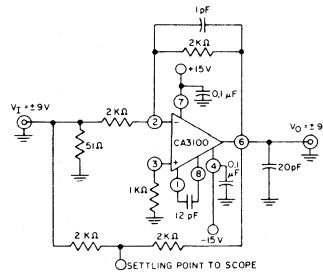 1pF
2KΩ
+15V
0.1 μF
VI = ±9V
2KΩ
2
7
-
CA3100
6
VO = ±9
51Ω
3
+
8
4
0.1 μF
20pF
1KΩ
1
12 pF
-15V
2KΩ
2KΩ
SETTLING POINT TO SCOPE